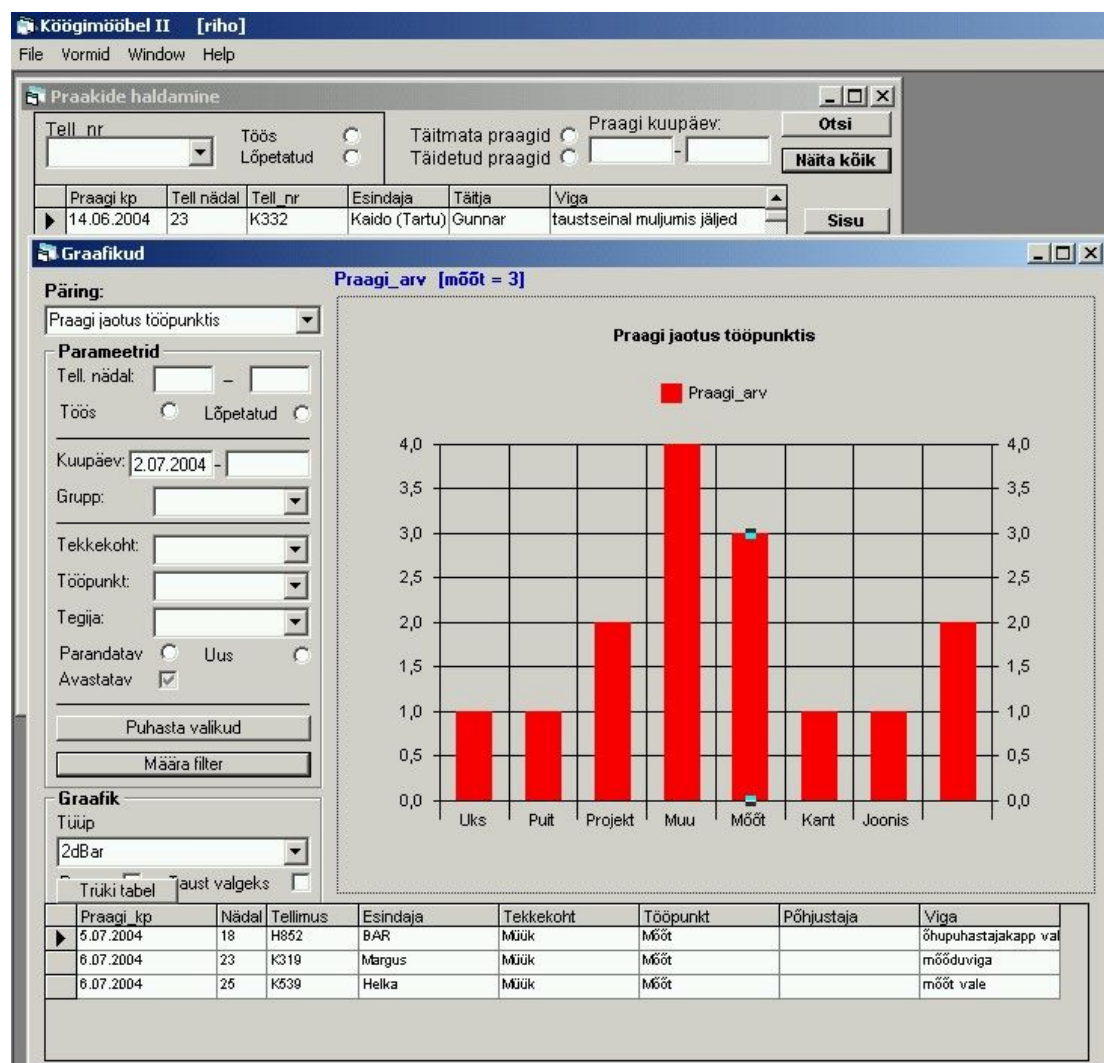 Köögimööbel II [riho]
File Vormid Window Help
Praakide haldamine
Tell_nr
Töös
Lõpetatud
Täitmata praagid
Täidetud praagid
Praagi kuupäev:
-
Otsi
Näita kõik
Praagi kp Tell nädal Tell_nr Esindaja Täitja Viga
14.06.2004 23 K332 Kaido (Tartu) Gunnar taustseinal muljumis jäljed
Sisu
Graafikud
Päring:
Praagi jaotus tööpunktis
Parameetrid
Tell. nädal: –
Töös Lõpetatud
Kuupäev: 2.07.2004 -
Grupp:
Tekkekoht:
Tööpunkt:
Tegija:
Parandatav Uus
Avastatav
Puhasta valikud
Määra filter
Graafik
Tüüp
2dBar
Taust valgeks
Trüki tabel
Praagi_arv [mõõt = 3]
Praagi jaotus tööpunktis
Praagi_arv
4,0 4,0
3,5 3,5
3,0 3,0
2,5 2,5
2,0 2,0
1,5 1,5
1,0 1,0
0,5 0,5
0,0 0,0
Uks Puit Projekt Muu Mõõt Kant Joonis
Praagi_kp Nädal Tellimus Esindaja Tekkekoht Tööpunkt Põhjustaja Viga
5.07.2004 18 H852 BAR Müük Mõõt õhupuhastajakapp val
6.07.2004 23 K319 Margus Müük Mõõt mõõduviga
6.07.2004 25 K539 Helka Müük Mõõt mõõt vale